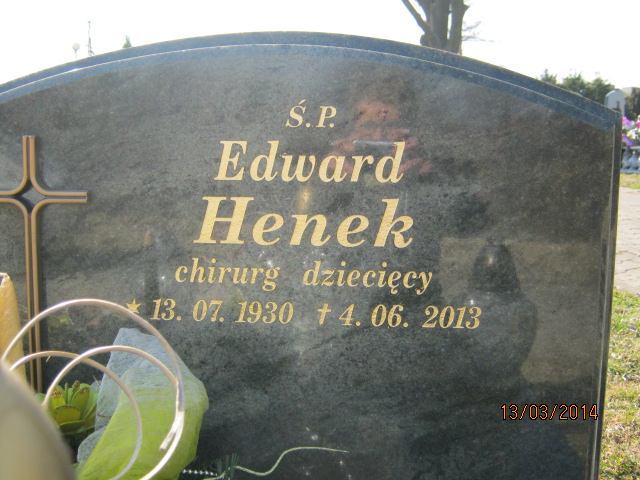 Ś.P.
Edward
Henek
chirurg dziecięcy
★ 13. 07. 1930 † 4. 06. 2013
13/03/2014